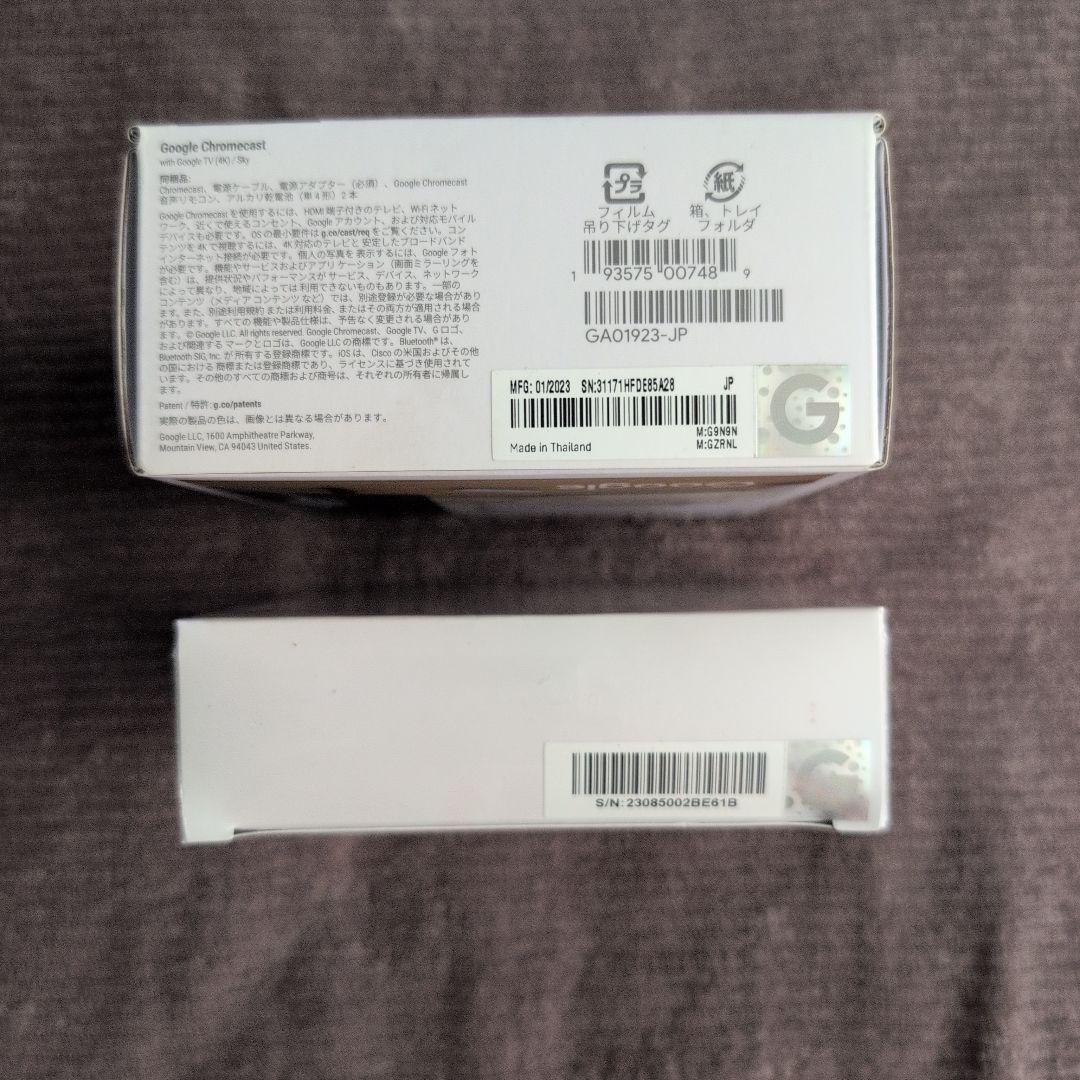 Google Chromecast
with Google TV (4K) / Sky
同梱品:
Chromecast、電源ケーブル、電源アダプター（必須）、Google Chromecast
音声リモコン、アルカリ乾電池（単4形）2本
Google Chromecast を使用するには、HDMI 端子付きのテレビ、Wi-Fi ネット
ワーク、近くで使えるコンセント、Google アカウント、および対応モバイル
デバイスも必要です。OS の最小要件は g.co/cast/req をご覧ください。コン
テンツを 4K で視聴するには、4K 対応のテレビと 安定したブロードバンド
インターネット接続が必要です。個人の写真を 表示するには、Google フォト
が必要です。機能やサービスおよびアプリケーション（画面ミラーリングを
含む）は、提供状況やパフォーマンスが サービス、デバイス、ネットワーク
によって異なり、地域によっては 利用できないものもあります。一部の
コンテンツ（メディア コンテンツ など）では、別途登録が必要な場合があり
ます。また、別途利用規約 または利用料金、またはその両方が適用される場合
があります。すべての 機能や製品仕様は、予告なく変更される場合があり
ます。© Google LLC. All rights reserved. Google Chromecast、Google TV、G ロゴ、
および関連する マークとロゴは、Google LLC の商標です。Bluetooth® は、
Bluetooth SIG, Inc. が 所有する登録商標です。iOS は、Cisco の米国およびその他
の国における 商標または登録商標であり、ライセンスに基づき使用されて
います。その他のすべての商標および商号は、それぞれの所有者に帰属し
ます。
Patent / 特許: g.co/patents
実際の製品の色は、画像とは異なる場合があります。
Google LLC, 1600 Amphitheatre Parkway,
Mountain View, CA 94043 United States.
プラ
紙
フィルム
吊り下げタグ
箱、トレイ
フォルダ
1 93575 00748 9
GA01923-JP
MFG: 01/2023 SN:31171HFDE85A28 JP
M:G9N9N
Made in Thailand M:GZRNL
G
Google
S/N: 23085002BE61B
G